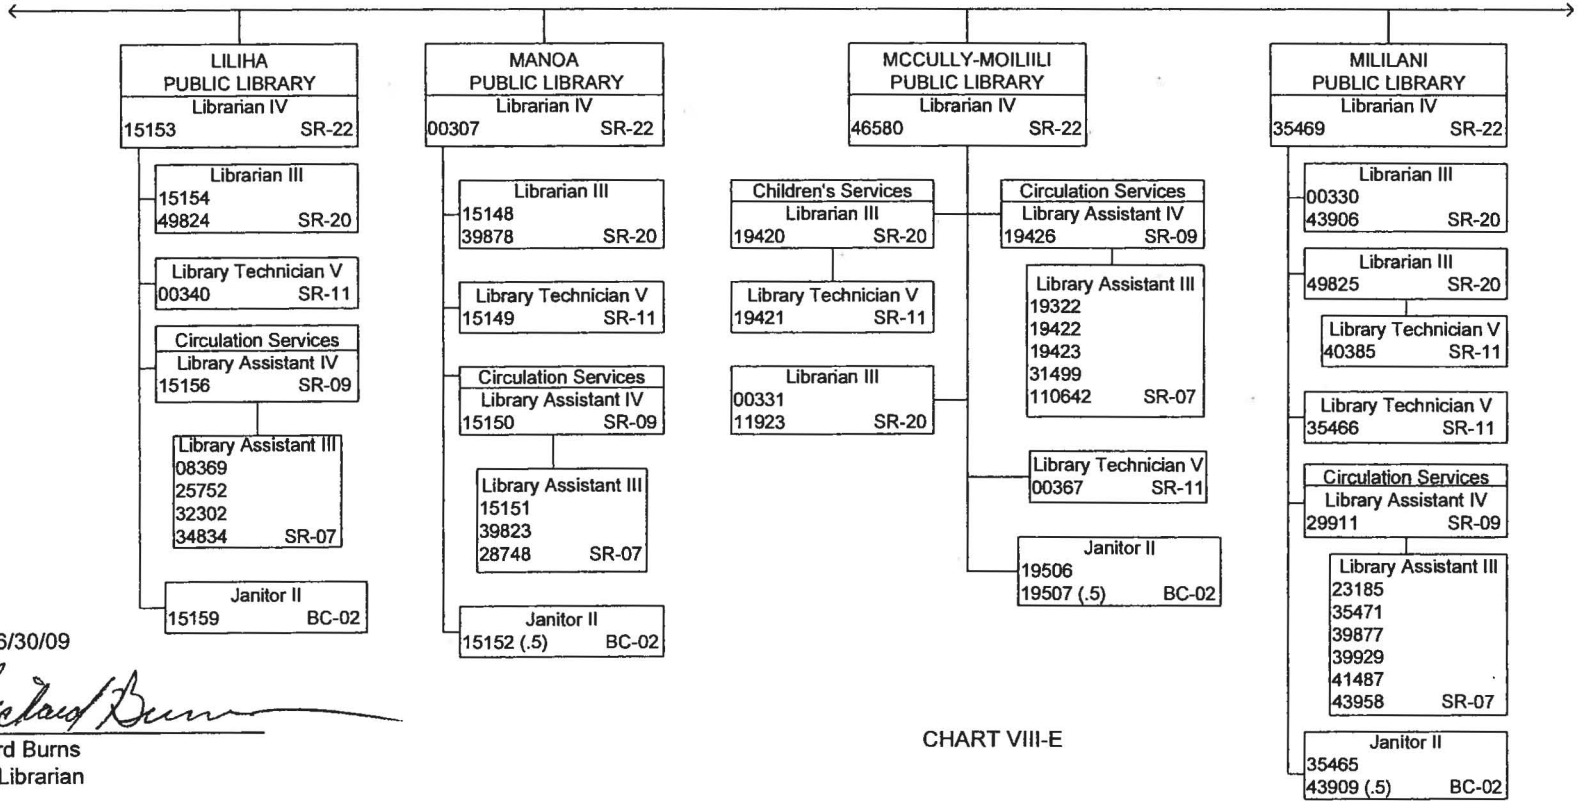 LILIHA
PUBLIC LIBRARY
Librarian IV
15153 SR-22
Librarian III
15154
49824 SR-20
Library Technician V
00340 SR-11
Circulation Services
Library Assistant IV
15156 SR-09
Library Assistant III
08369
25752
32302
34834 SR-07
Janitor II
15159 BC-02
MANOA
PUBLIC LIBRARY
Librarian IV
00307 SR-22
Librarian III
15148
39878 SR-20
Library Technician V
15149 SR-11
Circulation Services
Library Assistant IV
15150 SR-09
Library Assistant III
15151
39823
28748 SR-07
Janitor II
15152 (.5) BC-02
MCCULLY-MOILIILI
PUBLIC LIBRARY
Librarian IV
46580 SR-22
Children's Services
Librarian III
19420 SR-20
Library Technician V
19421 SR-11
Librarian III
00331
11923 SR-20
Circulation Services
Library Assistant IV
19426 SR-09
Library Assistant III
19322
19422
19423
31499
110642 SR-07
Library Technician V
00367 SR-11
Janitor II
19506
19507 (.5) BC-02
MILILANI
PUBLIC LIBRARY
Librarian IV
35469 SR-22
Librarian III
00330
43906 SR-20
Librarian III
49825 SR-20
Library Technician V
40385 SR-11
Library Technician V
35466 SR-11
Circulation Services
Library Assistant IV
29911 SR-09
Library Assistant III
23185
35471
39877
39929
41487
43958 SR-07
Janitor II
35465
43909 (.5) BC-02
6/30/09
rd Burns
Librarian
CHART VIII-E